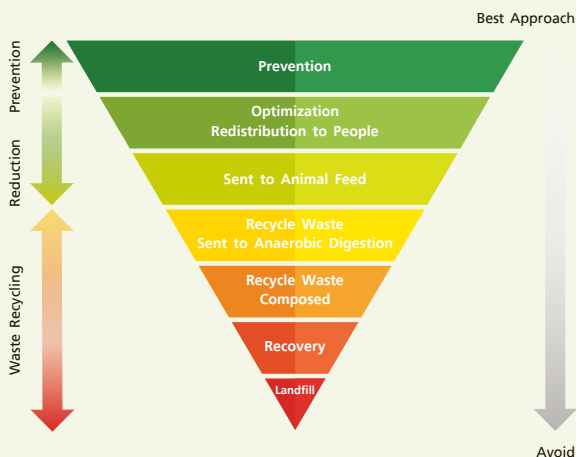 Best Approach
Prevention
Reduction
Waste Recycling
Prevention
Optimization
Redistribution to People
Sent to Animal Feed
Recycle Waste
Sent to Anaerobic Digestion
Recycle Waste
Composed
Recovery
Landfill
Avoid